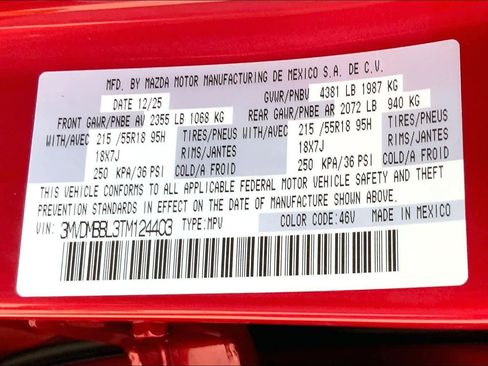 MFD. BY MAZDA MOTOR MANUFACTURING DE MEXICO S.A. DE C.V.
DATE 12/25 GVWR/PNBV 4381 LB 1987 KG
FRONT GAWR/PNBE AV 2355 LB 1068 KG REAR GAWR/PNBE AR 2072 LB 940 KG
WITH/AVEC 215 /55R18 95H TIRES/PNEUS WITH/AVEC 215 /55R18 95H TIRES/PNEUS
18X7J RIMS/JANTES 18X7J RIMS/JANTES
250 KPA/36 PSI COLD/A FROID 250 KPA/36 PSI COLD/A FROID
THIS VEHICLE CONFORMS TO ALL APPLICABLE FEDERAL MOTOR VEHICLE SAFETY AND THEFT
PREVENTION STANDARDS IN EFFECT ON THE DATE OF MANUFACTURE SHOWN ABOVE.
VIN: 3MVDMBBL3TM124403 TYPE:MPV COLOR CODE:46V MADE IN MEXICO